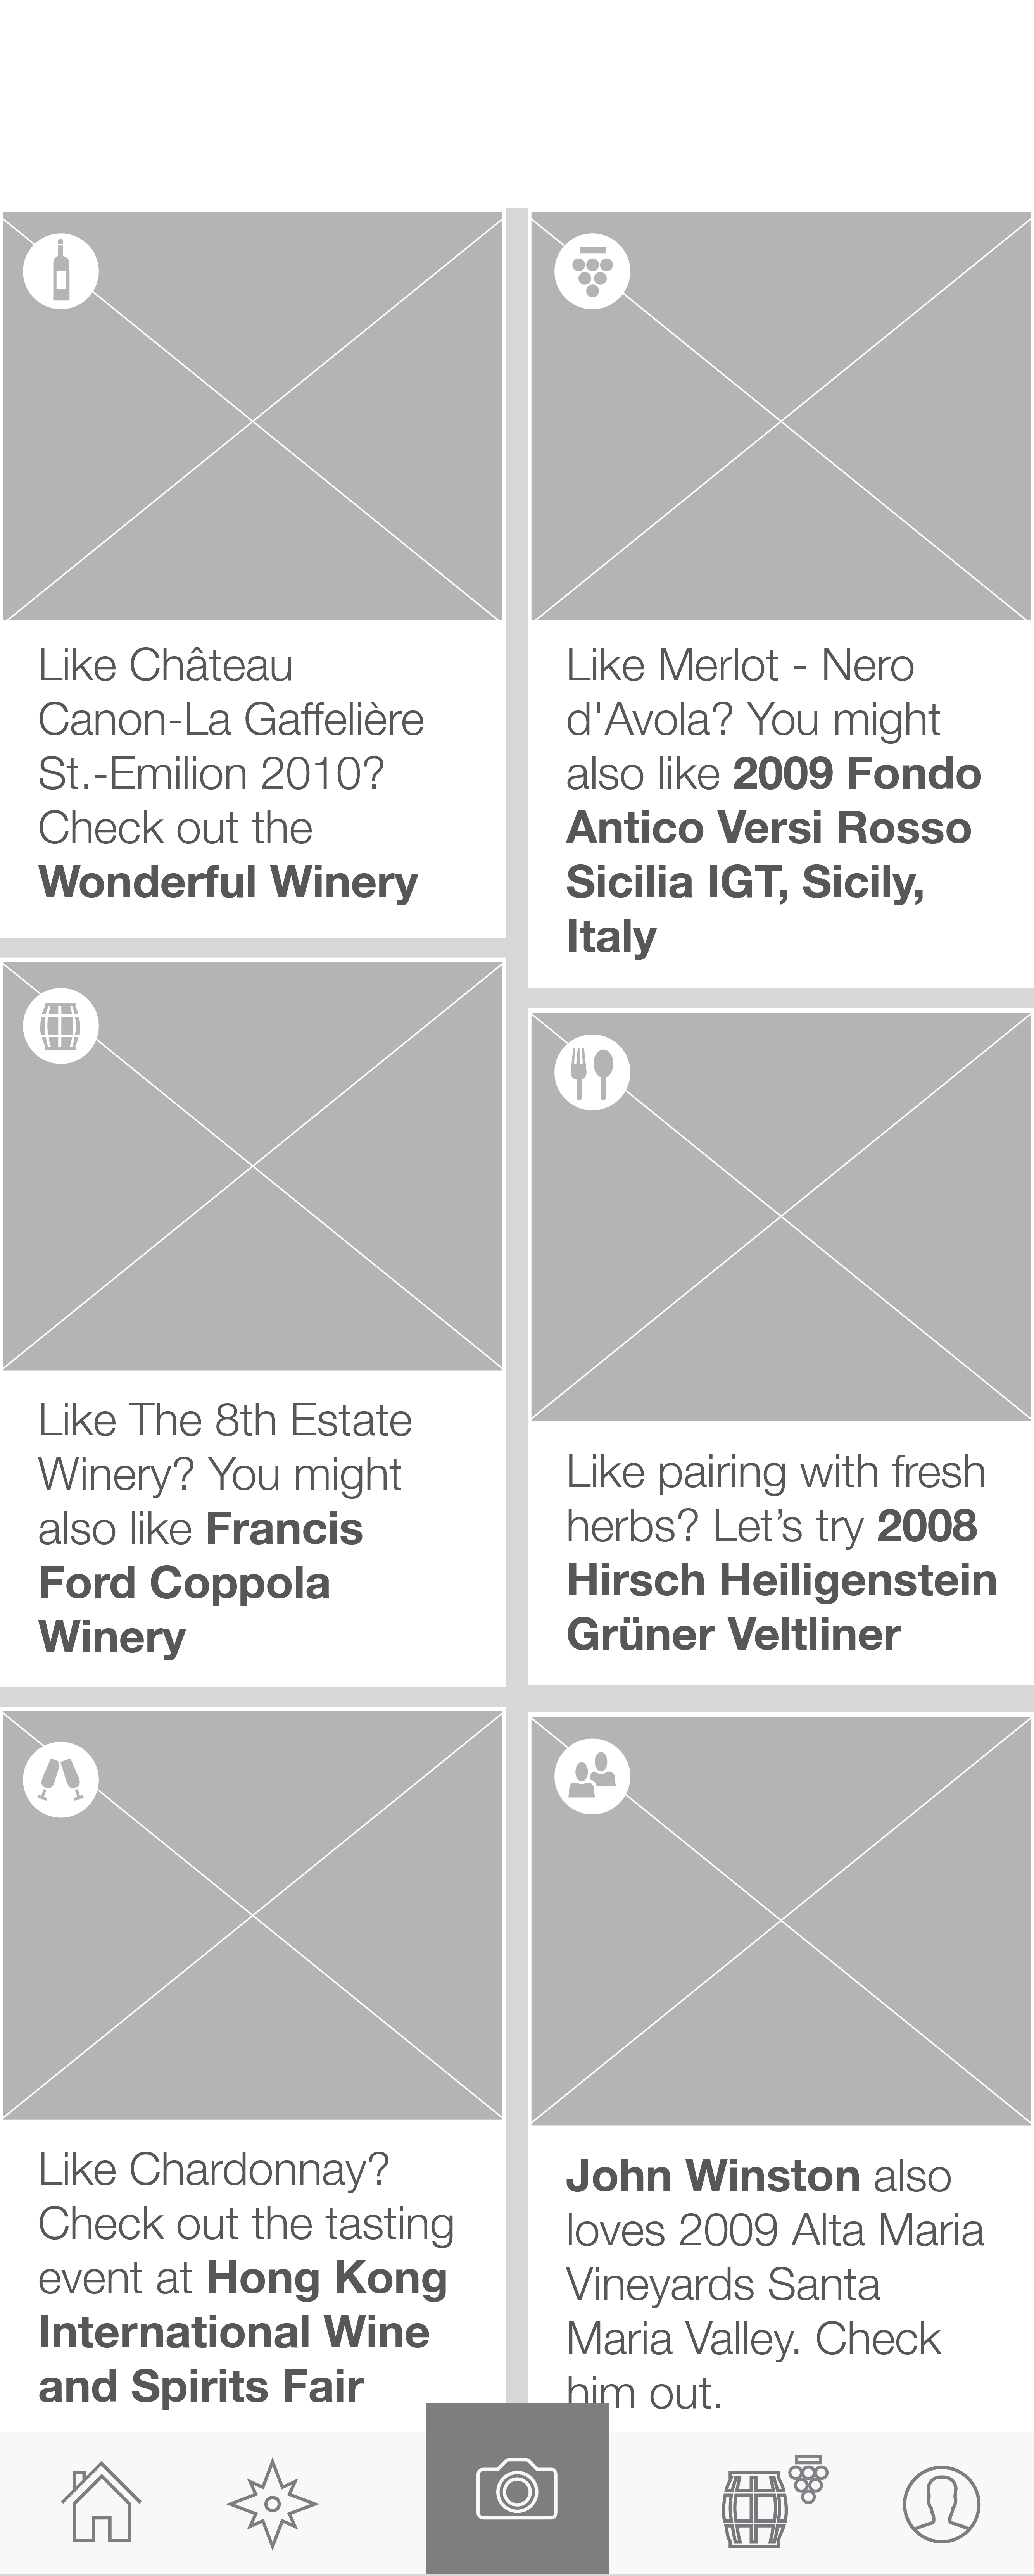 Like Château
Canon-La Gaffelière
St.-Emilion 2010?
Check out the
Wonderful Winery
Like Merlot - Nero
d'Avola? You might
also like 2009 Fondo
Antico Versi Rosso
Sicilia IGT, Sicily,
Italy
Like The 8th Estate
Winery? You might
also like Francis
Ford Coppola
Winery
Like pairing with fresh
herbs? Let’s try 2008
Hirsch Heiligenstein
Grüner Veltliner
Like Chardonnay?
Check out the tasting
event at Hong Kong
International Wine
and Spirits Fair
John Winston also
loves 2009 Alta Maria
Vineyards Santa
Maria Valley. Check
him out.